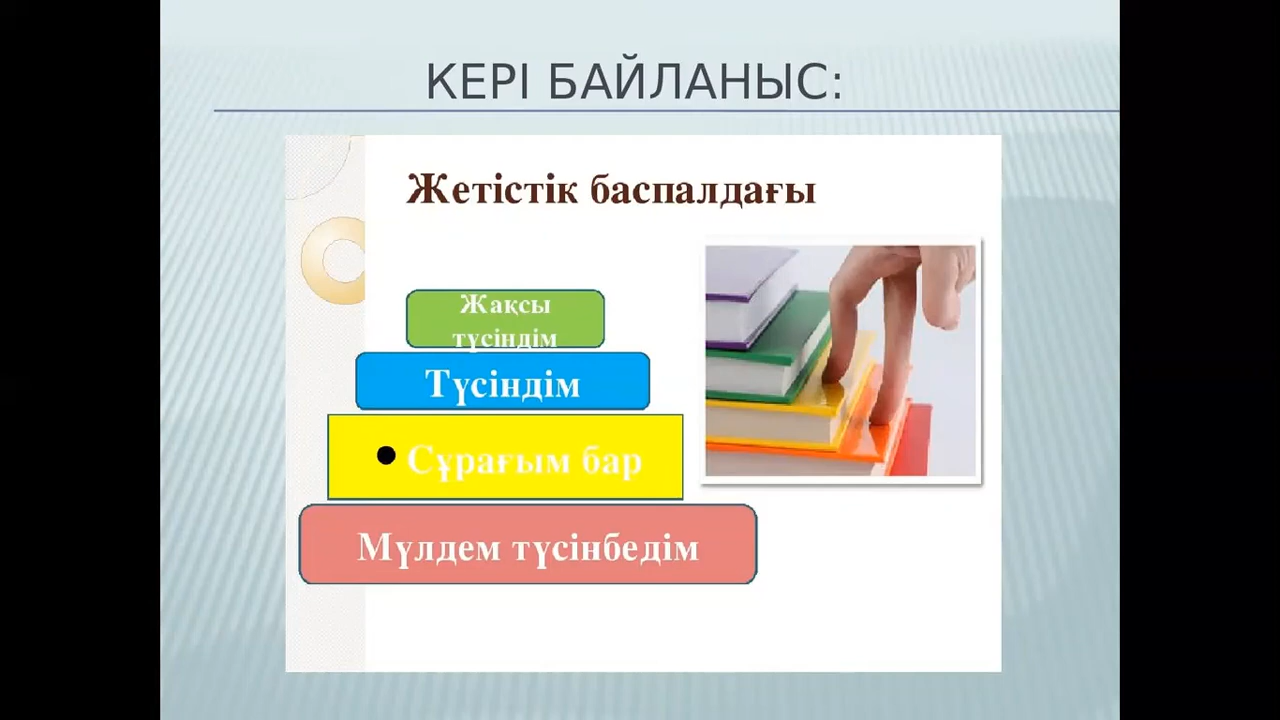 КЕРІ БАЙЛАНЫС:
Жетістік баспалдағы
Жақсы
түсіндім
Түсіндім
• Сұрағым бар
Мүлдем түсінбедім